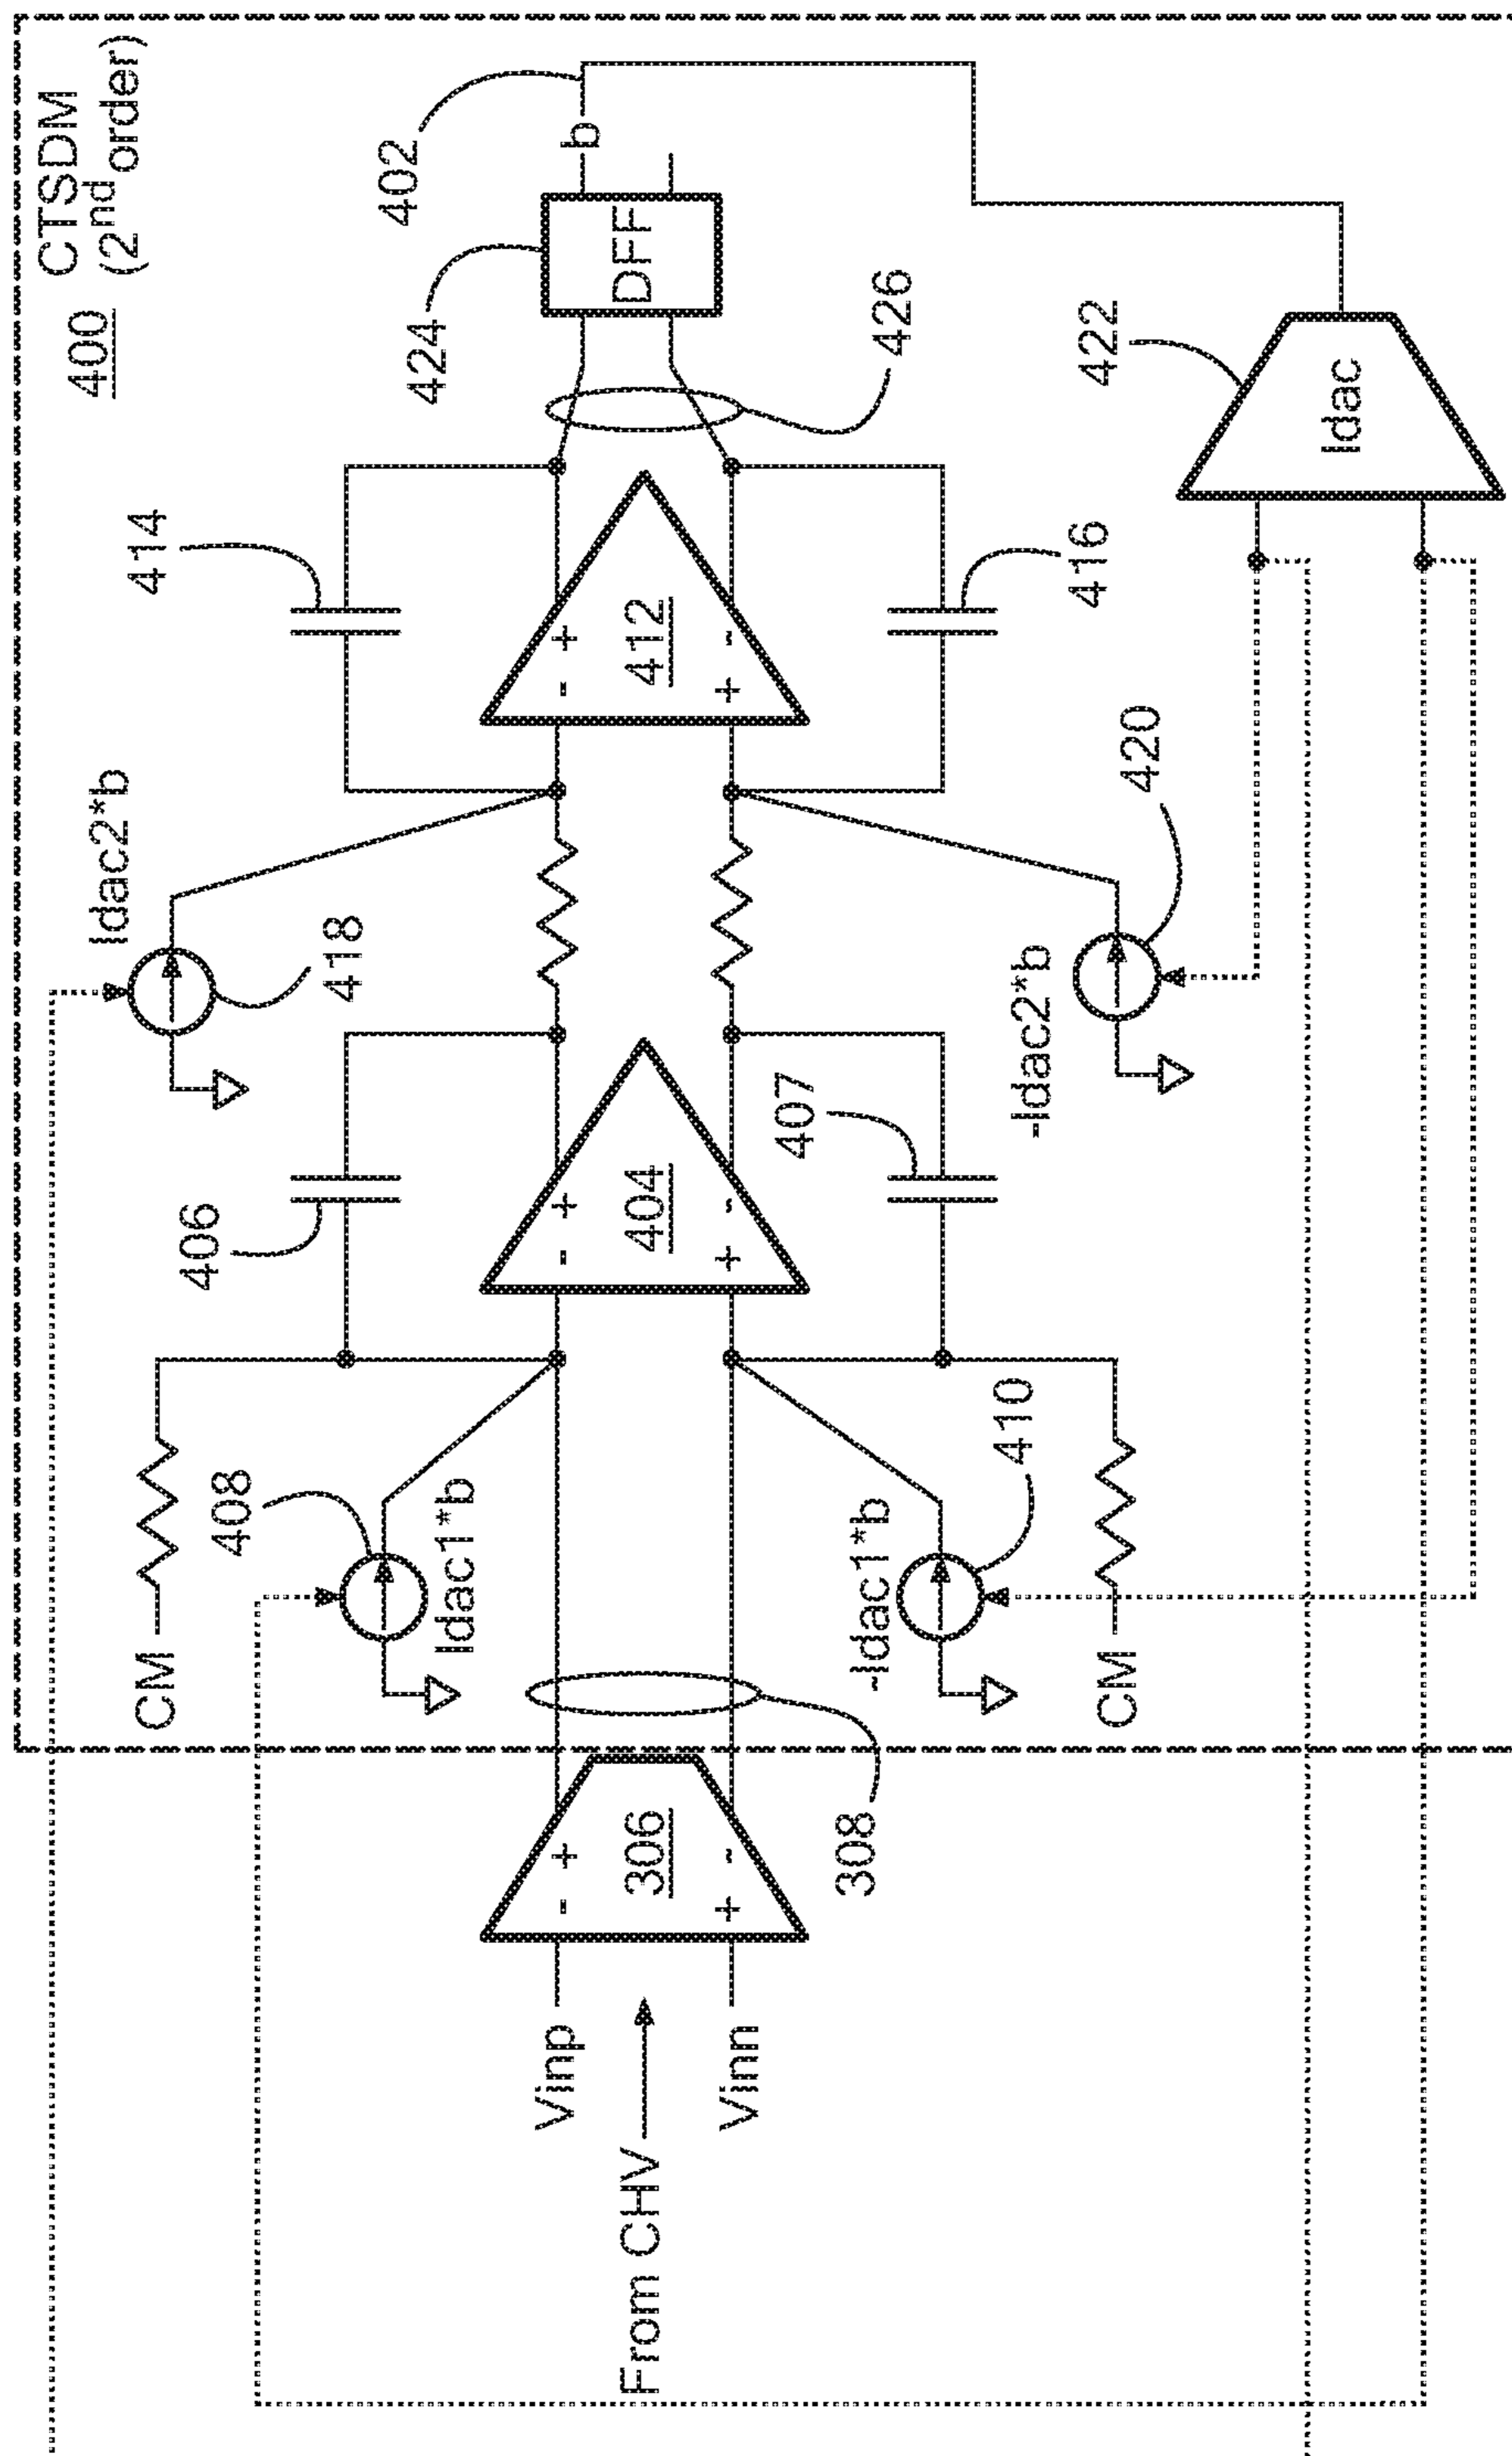 CTSDM
(2nd order)
400
402
b
424
DFF
426
422
Idac
414
- +
412
+ -
416
Idac2*b
418
420
-Idac2*b
406
- +
404
+ -
407
CM
408
Idac1*b
410
-Idac1*b
CM
308
- +
306
+ -
Vinp
From CHV
Vinn